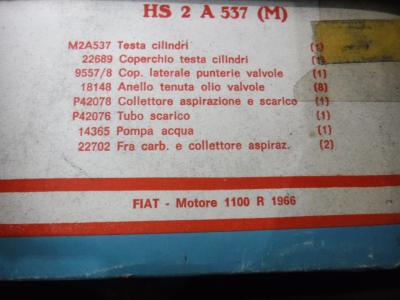 HS 2 A 537 (M)
M2A537 Testa cilindri (1)
22689 Coperchio testa cilindri (1)
9557/8 Cop. laterale punterie valvole (1)
18148 Anello tenuta olio valvole (8)
P42078 Collettore aspirazione e scarico (1)
P42076 Tubo scarico (1)
14365 Pompa acqua (1)
22702 Fra carb. e collettore aspiraz. (2)
FIAT - Motore 1100 R 1966